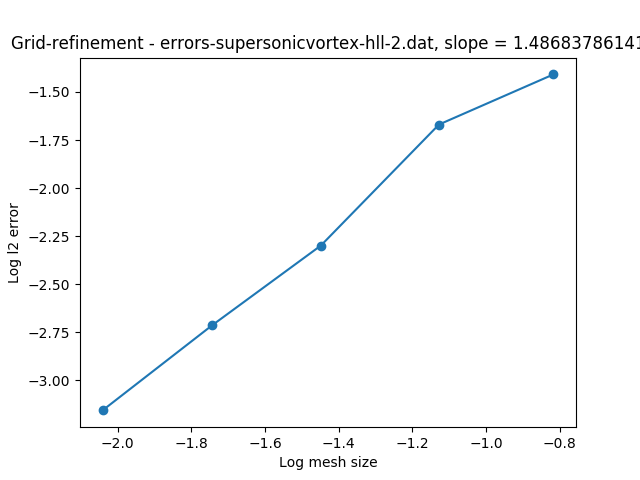 Grid-refinement - errors-supersonicvortex-hll-2.dat, slope = 1.48683786141
−1.50
−1.75
−2.00
−2.25
−2.50
−2.75
−3.00
Log l2 error
−2.0 −1.8 −1.6 −1.4 −1.2 −1.0 −0.8
Log mesh size